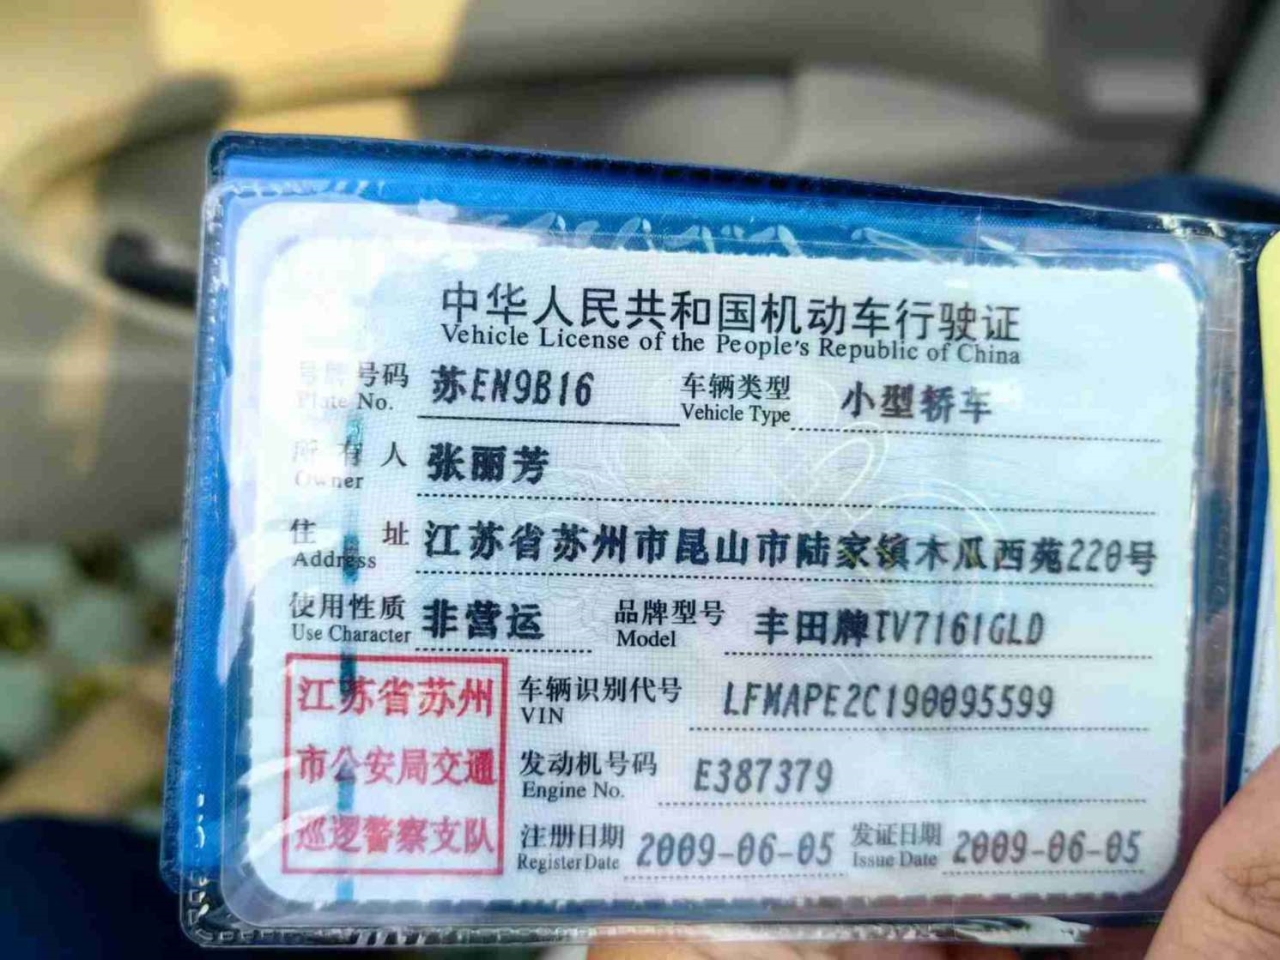 中华人民共和国机动车行驶证
Vehicle License of the People's Republic of China
号牌号码 苏EN9B16 车辆类型 小型轿车
Plate No. Vehicle Type
所有人 张丽芳
Owner
住址 江苏省苏州市昆山市陆家镇木瓜西苑220号
Address
使用性质 非营运 品牌型号 丰田牌TV7161GLD
Use Character Model
江苏省苏州
市公安局交通
巡逻警察支队
车辆识别代号 LFMAPE2C190095599
VIN
发动机号码 E387379
Engine No.
注册日期 2009-06-05 发证日期 2009-06-05
Register Date Issue Date